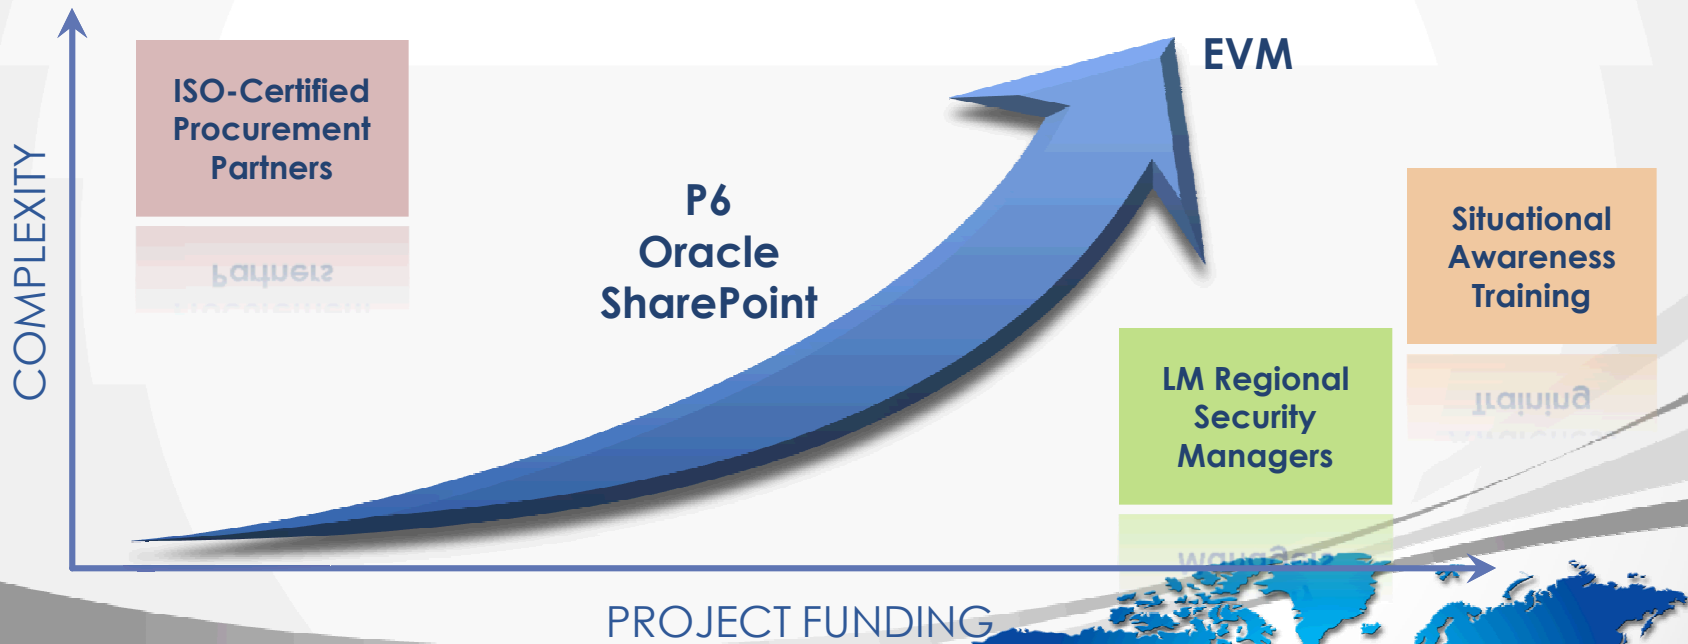 COMPLEXITY
ISO-Certified
Procurement
Partners
P6
Oracle
SharePoint
EVM
LM Regional
Security
Managers
Situational
Awareness
Training
PROJECT FUNDING